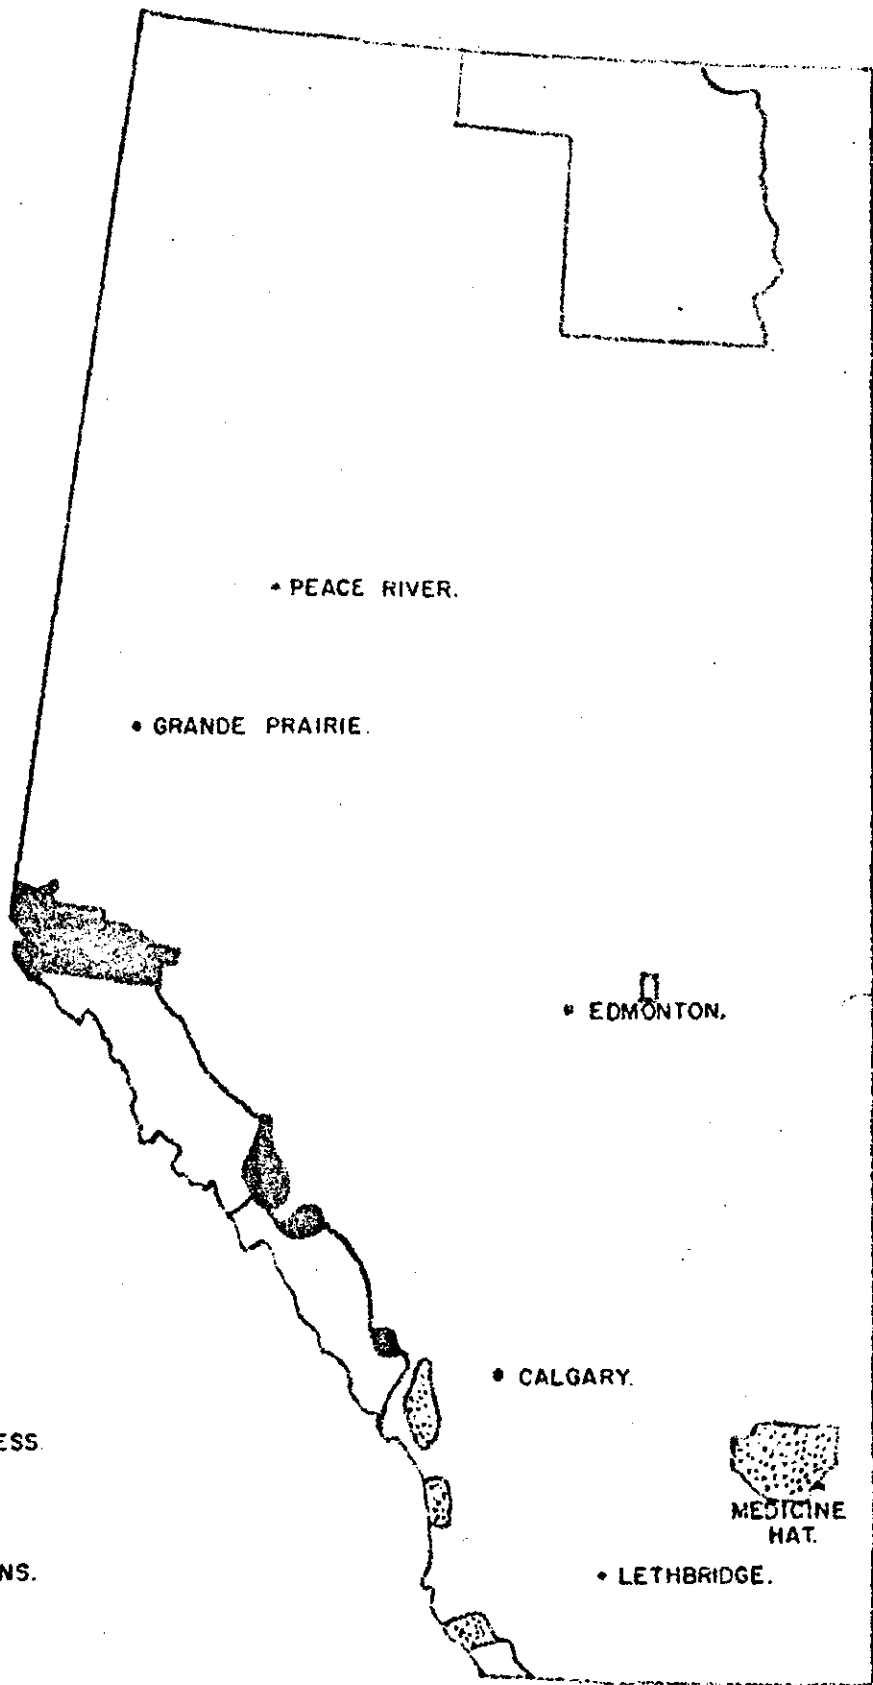 PEACE RIVER.
GRANDE PRAIRIE.
EDMONTON.
CALGARY.
ESS.
MEDICINE
HAT.
NS.
LETHBRIDGE.